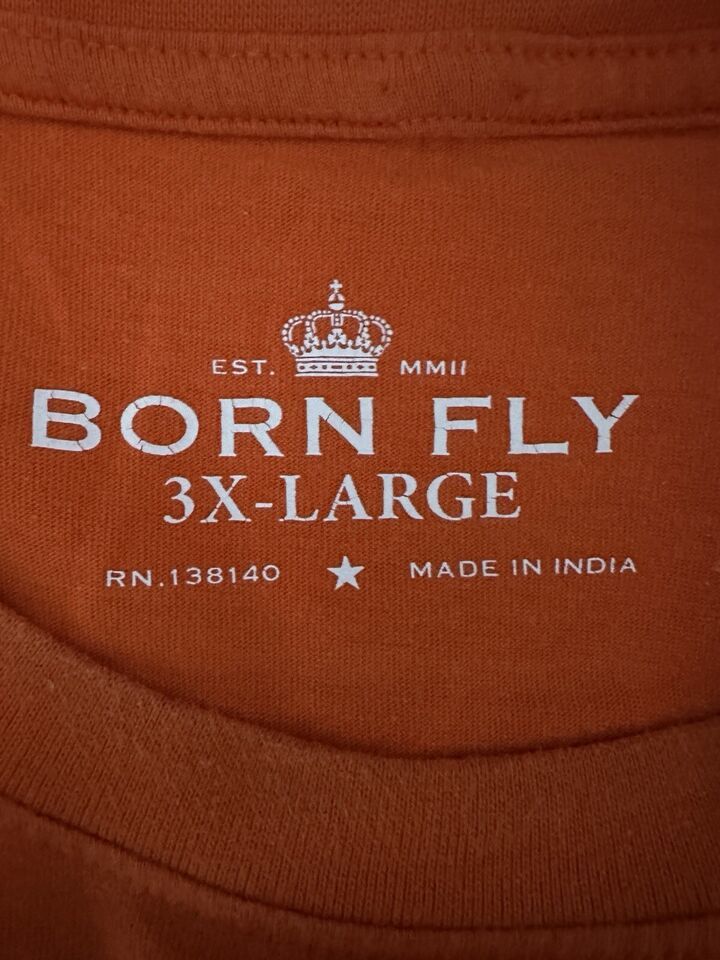 EST. MMII
BORN FLY
3X-LARGE
RN.138140 ★ MADE IN INDIA